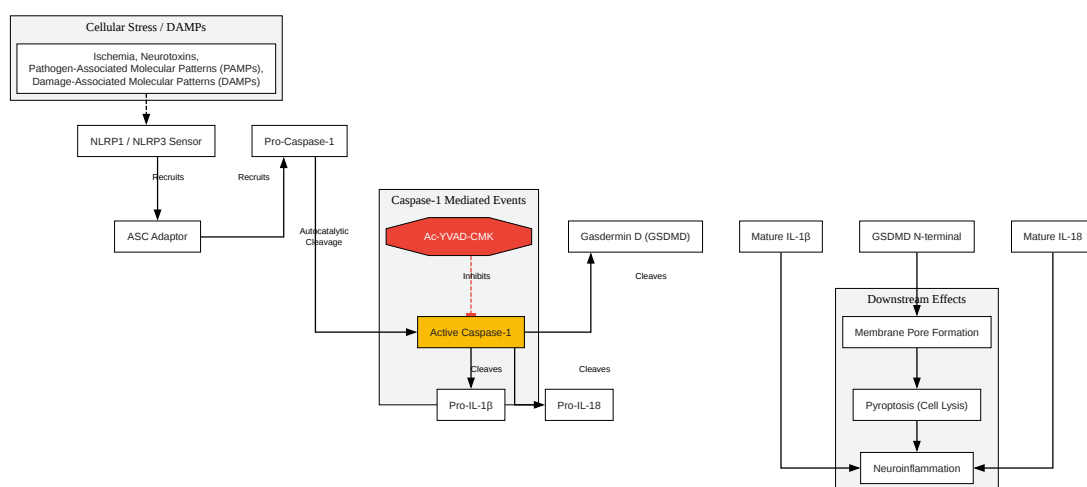 Cellular Stress / DAMPs
Ischemia, Neurotoxins,
Pathogen-Associated Molecular Patterns (PAMPs),
Damage-Associated Molecular Patterns (DAMPs)
NLRP1 / NLRP3 Sensor
Pro-Caspase-1
Recruits
Recruits
ASC Adaptor
Autocatalytic
Cleavage
Caspase-1 Mediated Events
Ac-YVAD-CMK
Inhibits
Active Caspase-1
Cleaves
Pro-IL-1β
Gasdermin D (GSDMD)
Cleaves
Cleaves
Pro-IL-18
Mature IL-1β
GSDMD N-terminal
Mature IL-18
Downstream Effects
Membrane Pore Formation
Pyroptosis (Cell Lysis)
Neuroinflammation